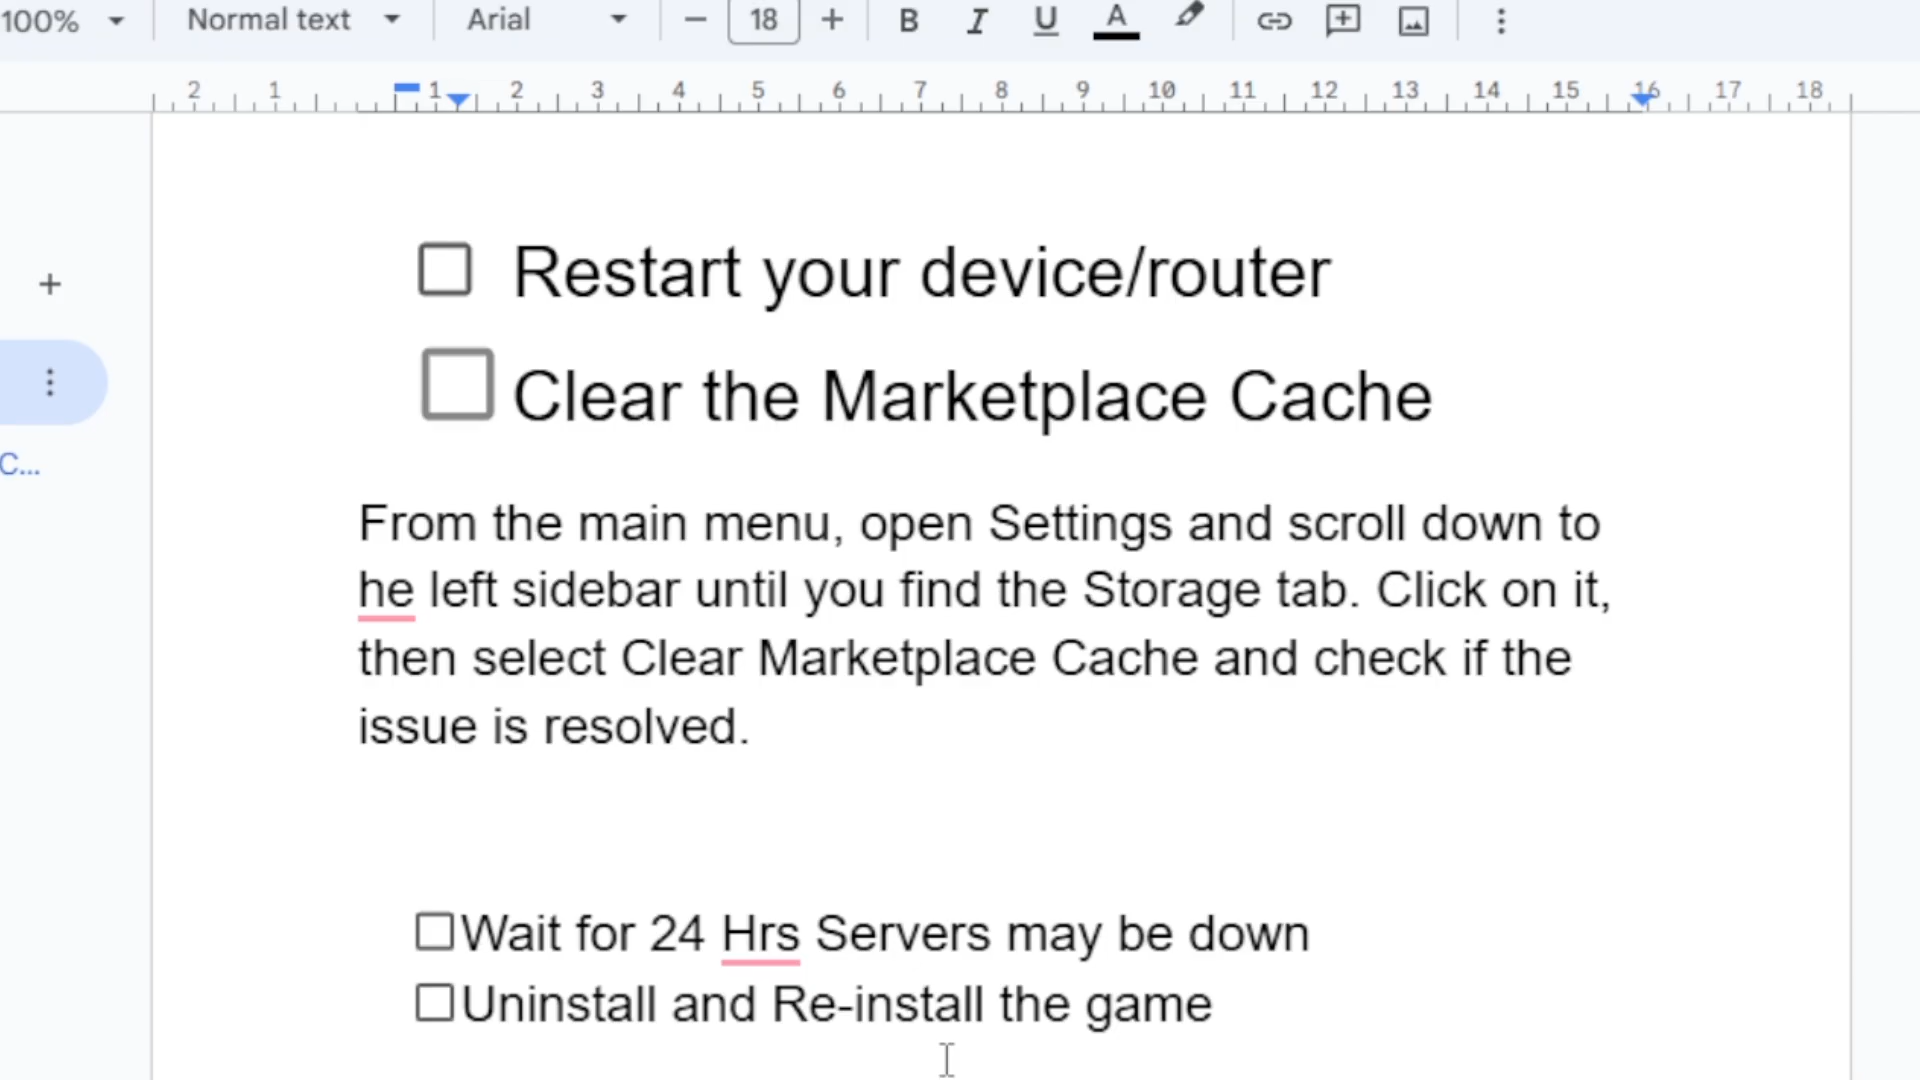 100% Normal text Arial 18 B I U A
2 1 1 2 3 4 5 6 7 8 9 10 11 12 13 14 15 16 17 18
Restart your device/router
Clear the Marketplace Cache
C...
From the main menu, open Settings and scroll down to
he left sidebar until you find the Storage tab. Click on it,
then select Clear Marketplace Cache and check if the
issue is resolved.
Wait for 24 Hrs Servers may be down
Uninstall and Re-install the game